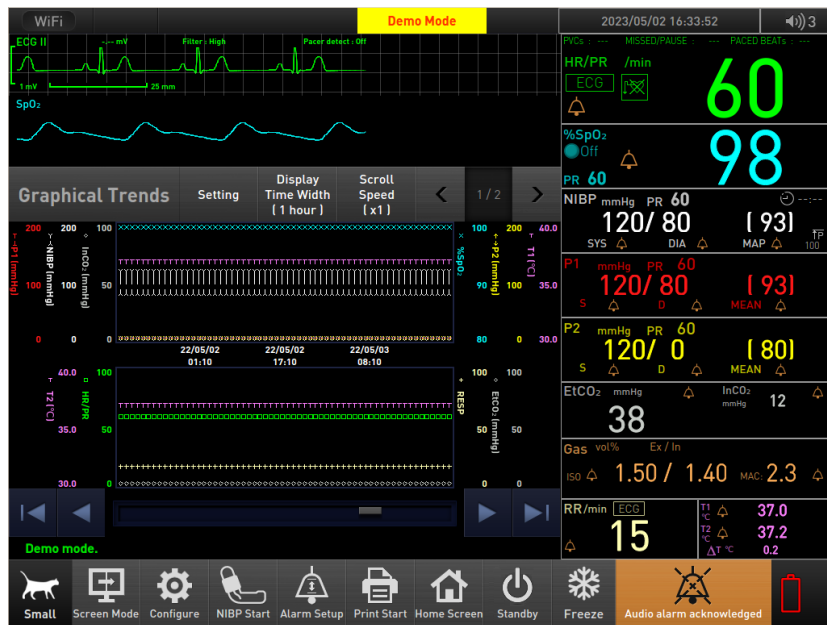 WiFi
Demo Mode
2023/05/02 16:33:52
3
ECG II -.-- mV Filter : High Pacer detect : Off
1 mV 25 mm
SpO₂
PVCs : --- MISSED/PAUSE : --- PACED BEATs : ---
HR/PR /min
ECG
60
%SpO₂
Off
PR 60
98
Graphical Trends
Setting
Display
Time Width
( 1 hour )
Scroll
Speed
( x1 )
<
1 / 2
>
NIBP mmHg PR 60 --:--
120/ 80 ( 93)
SYS DIA MAP
100
P1 mmHg PR 60
120/ 80 ( 93)
S D MEAN
P2 mmHg PR 60
120/ 0 ( 80)
S D MEAN
EtCO₂ mmHg
38
InCO₂
mmHg
12
Gas vol% Ex / In
ISO 1.50 / 1.40 MAC: 2.3
RR/min ECG
15
T1 °C 37.0
T2 °C 37.2
ΔT °C 0.2
200 200 100 100 200 40.0
P1 (mmHg)
NIBP (mmHg)
InCO₂ (mmHg)
%SpO₂
P2 (mmHg)
T1 (°C)
100 100 50 90 100 35.0
0 0 0 80 0 30.0
22/05/02 22/05/02 22/05/03
01:10 17:10 08:10
40.0 100 100 100
T2 (°C)
HR/PR
RESP
EtCO₂ (mmHg)
35.0 50 50 50
30.0 0 0 0
Demo mode.
Small
Screen Mode
Configure
NIBP Start
Alarm Setup
Print Start
Home Screen
Standby
Freeze
Audio alarm acknowledged